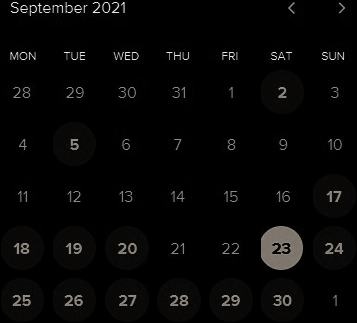 September 2021
MON TUE WED THU FRI SAT SUN
28 29 30 31 1 2 3
4 5 6 7 8 9 10
11 12 13 14 15 16 17
18 19 20 21 22 23 24
25 26 27 28 29 30 1